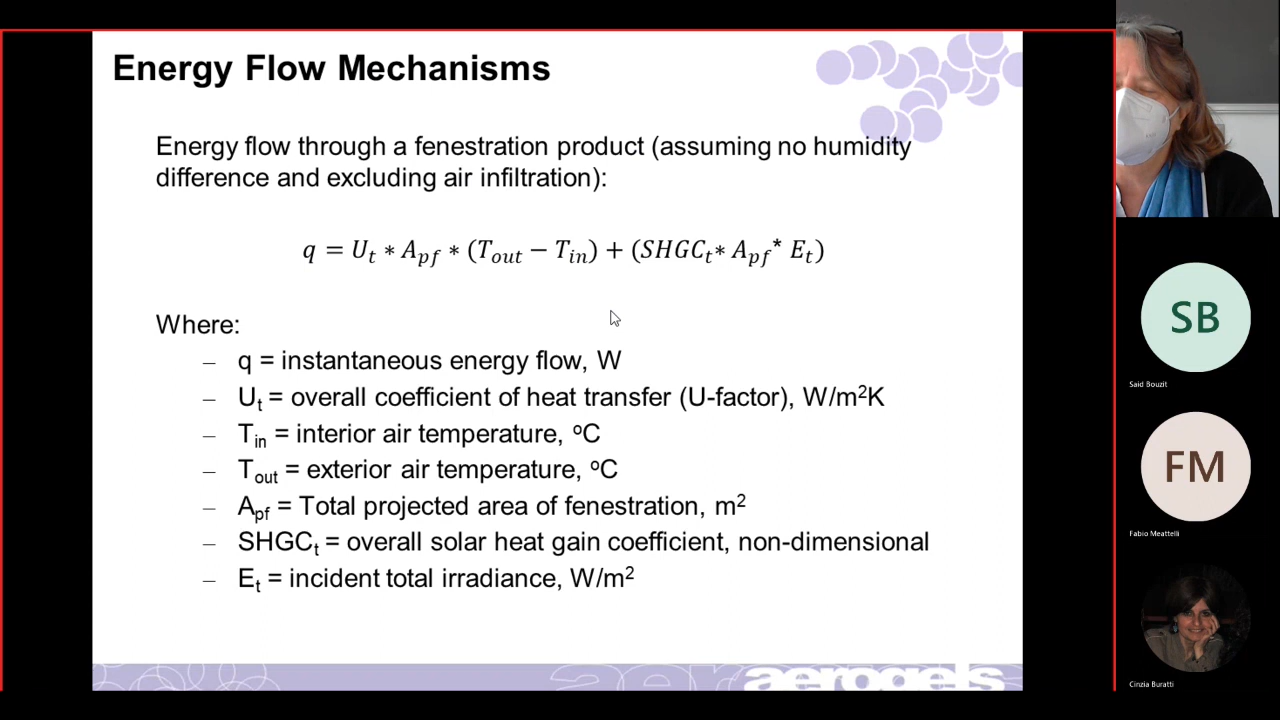 Energy Flow Mechanisms
Energy flow through a fenestration product (assuming no humidity
difference and excluding air infiltration):
q = U_t * A_pf * (T_out − T_in) + (SHGC_t * A_pf * E_t)
Where:
– q = instantaneous energy flow, W
– U_t = overall coefficient of heat transfer (U-factor), W/m²K
– T_in = interior air temperature, ºC
– T_out = exterior air temperature, ºC
– A_pf = Total projected area of fenestration, m²
– SHGC_t = overall solar heat gain coefficient, non-dimensional
– E_t = incident total irradiance, W/m²
aerogels
SB
Said Bouzit
FM
Fabio Meattelli
Cinzia Buratti